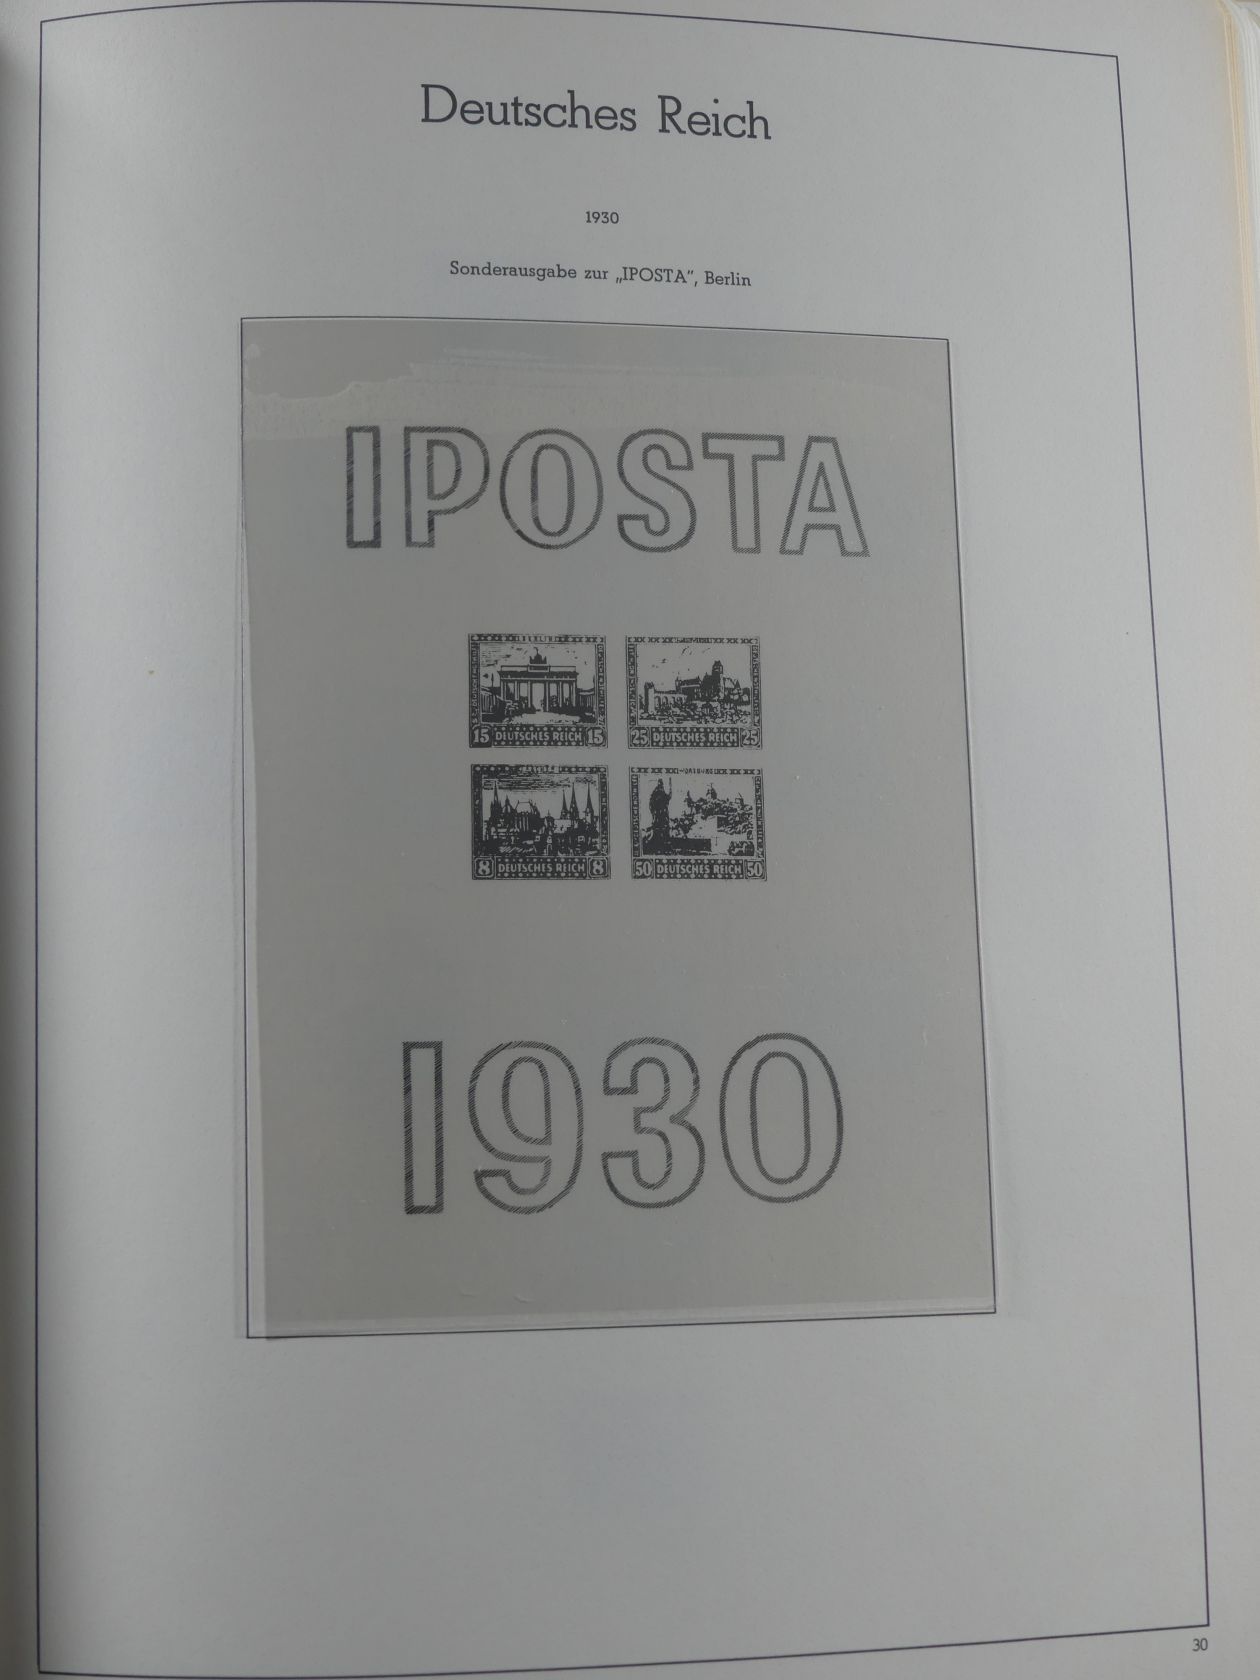 Deutsches Reich
1930
Sonderausgabe zur „IPOSTA", Berlin
IPOSTA
15 DEUTSCHES REICH 15
25 DEUTSCHES REICH 25
8 DEUTSCHES REICH 8
50 DEUTSCHES REICH 50
1930
30